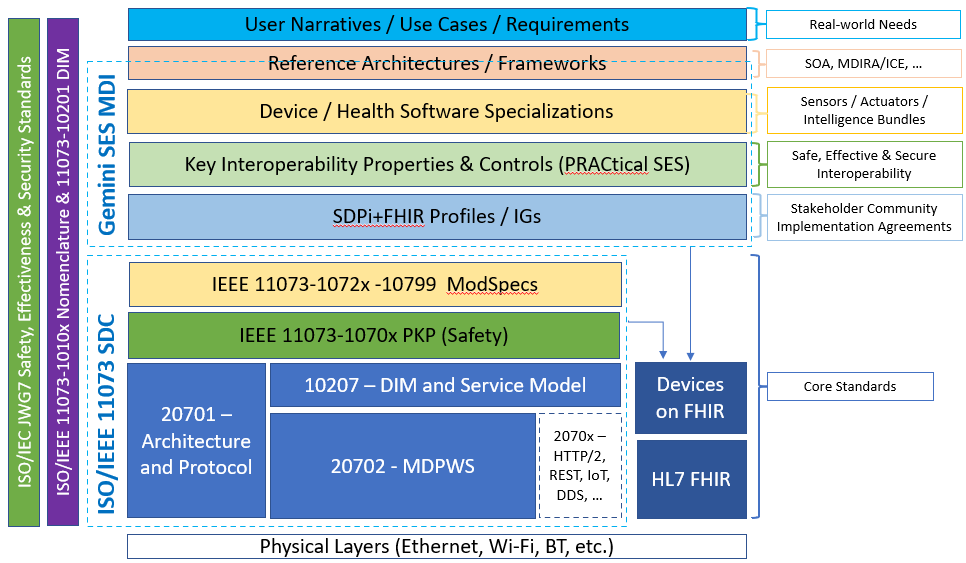 ISO/IEC JWG7 Safety, Effectiveness & Security Standards
ISO/IEEE 11073-1010x Nomenclature & 11073-10201 DIM
User Narratives / Use Cases / Requirements
Real-world Needs
Reference Architectures / Frameworks
SOA, MDIRA/ICE, ...
Gemini SES MDI
Device / Health Software Specializations
Sensors / Actuators /
Intelligence Bundles
Key Interoperability Properties & Controls (PRACtical SES)
Safe, Effective & Secure
Interoperability
SDPi+FHIR Profiles / IGs
Stakeholder Community
Implementation Agreements
ISO/IEEE 11073 SDC
IEEE 11073-1072x -10799 ModSpecs
IEEE 11073-1070x PKP (Safety)
20701 –
Architecture
and Protocol
10207 – DIM and Service Model
20702 - MDPWS
2070x –
HTTP/2,
REST, IoT,
DDS, ...
Devices
on FHIR
HL7 FHIR
Core Standards
Physical Layers (Ethernet, Wi-Fi, BT, etc.)